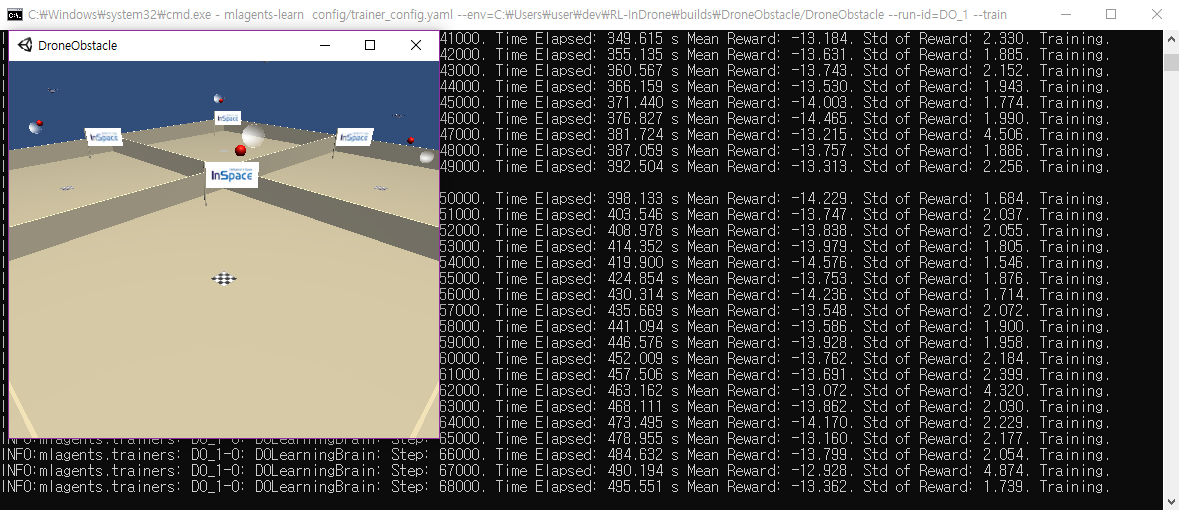 C:₩Windows₩system32₩cmd.exe - mlagents-learn config/trainer_config.yaml --env=C:₩Users₩user₩dev₩RL-InDrone₩builds₩DroneObstacle/DroneObstacle --run-id=DO_1 --train
DroneObstacle
InSpace
InSpace
InSpace
InSpace
41000. Time Elapsed: 349.615 s Mean Reward: -13.184. Std of Reward: 2.330. Training.
42000. Time Elapsed: 355.135 s Mean Reward: -13.631. Std of Reward: 1.885. Training.
43000. Time Elapsed: 360.567 s Mean Reward: -13.743. Std of Reward: 2.152. Training.
44000. Time Elapsed: 366.159 s Mean Reward: -13.530. Std of Reward: 1.943. Training.
45000. Time Elapsed: 371.440 s Mean Reward: -14.003. Std of Reward: 1.774. Training.
46000. Time Elapsed: 376.827 s Mean Reward: -14.465. Std of Reward: 1.990. Training.
47000. Time Elapsed: 381.724 s Mean Reward: Std of Reward: 4.506. Training.
48000. Time Elapsed: 387.059 s Mean Reward: -13.757. Std of Reward: 1.886. Training.
49000. Time Elapsed: 392.504 s Mean Reward: -13.313. Std of Reward: 2.256. Training.
50000. Time Elapsed: 398.133 s Mean Reward: -14.229. Std of Reward: 1.684. Training.
51000. Time Elapsed: 403.546 s Mean Reward: -13.747. Std of Reward: 2.037. Training.
52000. Time Elapsed: 408.978 s Mean Reward: -13.838. Std of Reward: 2.055. Training.
53000. Time Elapsed: 414.352 s Mean Reward: -13.979. Std of Reward: 1.805. Training.
54000. Time Elapsed: 419.900 s Mean Reward: -14.576. Std of Reward: 1.546. Training.
55000. Time Elapsed: 424.854 s Mean Reward: -13.753. Std of Reward: 1.876. Training.
56000. Time Elapsed: 430.314 s Mean Reward: -14.236. Std of Reward: 1.714. Training.
57000. Time Elapsed: 435.669 s Mean Reward: -13.548. Std of Reward: 2.072. Training.
58000. Time Elapsed: 441.094 s Mean Reward: -13.586. Std of Reward: 1.900. Training.
59000. Time Elapsed: 446.576 s Mean Reward: -13.928. Std of Reward: 1.958. Training.
60000. Time Elapsed: 452.009 s Mean Reward: -13.762. Std of Reward: 2.184. Training.
61000. Time Elapsed: 457.506 s Mean Reward: -13.691. Std of Reward: 2.399. Training.
62000. Time Elapsed: 463.162 s Mean Reward: -13.072. Std of Reward: 4.320. Training.
63000. Time Elapsed: 468.111 s Mean Reward: -13.862. Std of Reward: 2.030. Training.
64000. Time Elapsed: 473.495 s Mean Reward: -14.170. Std of Reward: 2.229. Training.
INFO:mlagents.trainers: DO_1-0: DOLearningBrain: Step: 65000. Time Elapsed: 478.955 s Mean Reward: -13.160. Std of Reward: 2.177. Training.
INFO:mlagents.trainers: DO_1-0: DOLearningBrain: Step: 66000. Time Elapsed: 484.632 s Mean Reward: -13.799. Std of Reward: 2.054. Training.
INFO:mlagents.trainers: DO_1-0: DOLearningBrain: Step: 67000. Time Elapsed: 490.194 s Mean Reward: -12.928. Std of Reward: 4.874. Training.
INFO:mlagents.trainers: DO_1-0: DOLearningBrain: Step: 68000. Time Elapsed: 495.551 s Mean Reward: -13.362. Std of Reward: 1.739. Training.